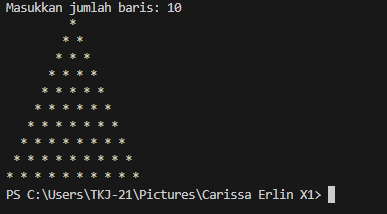 Masukkan jumlah baris: 10
         *
        * *
       * * *
      * * * *
     * * * * *
    * * * * * *
   * * * * * * *
  * * * * * * * *
 * * * * * * * * *
* * * * * * * * * *
PS C:\Users\TKJ-21\Pictures\Carissa Erlin X1>